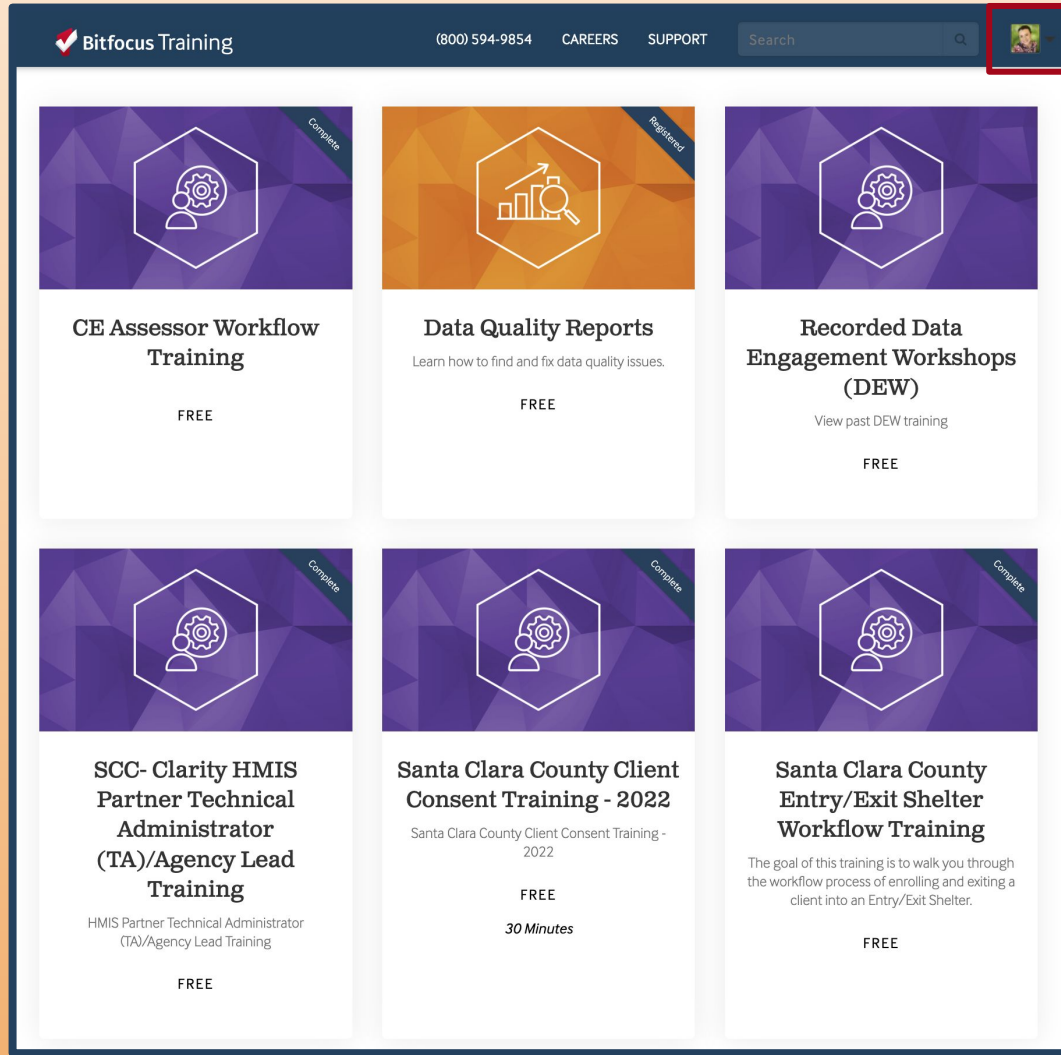 Bitfocus Training
(800) 594-9854 CAREERS SUPPORT Search
Complete
CE Assessor Workflow
Training
FREE
Registered
Data Quality Reports
Learn how to find and fix data quality issues.
FREE
Recorded Data
Engagement Workshops
(DEW)
View past DEW training
FREE
Complete
SCC- Clarity HMIS
Partner Technical
Administrator
(TA)/Agency Lead
Training
HMIS Partner Technical Administrator
(TA)/Agency Lead Training
FREE
Complete
Santa Clara County Client
Consent Training - 2022
Santa Clara County Client Consent Training -
2022
FREE
30 Minutes
Complete
Santa Clara County
Entry/Exit Shelter
Workflow Training
The goal of this training is to walk you through
the workflow process of enrolling and exiting a
client into an Entry/Exit Shelter.
FREE